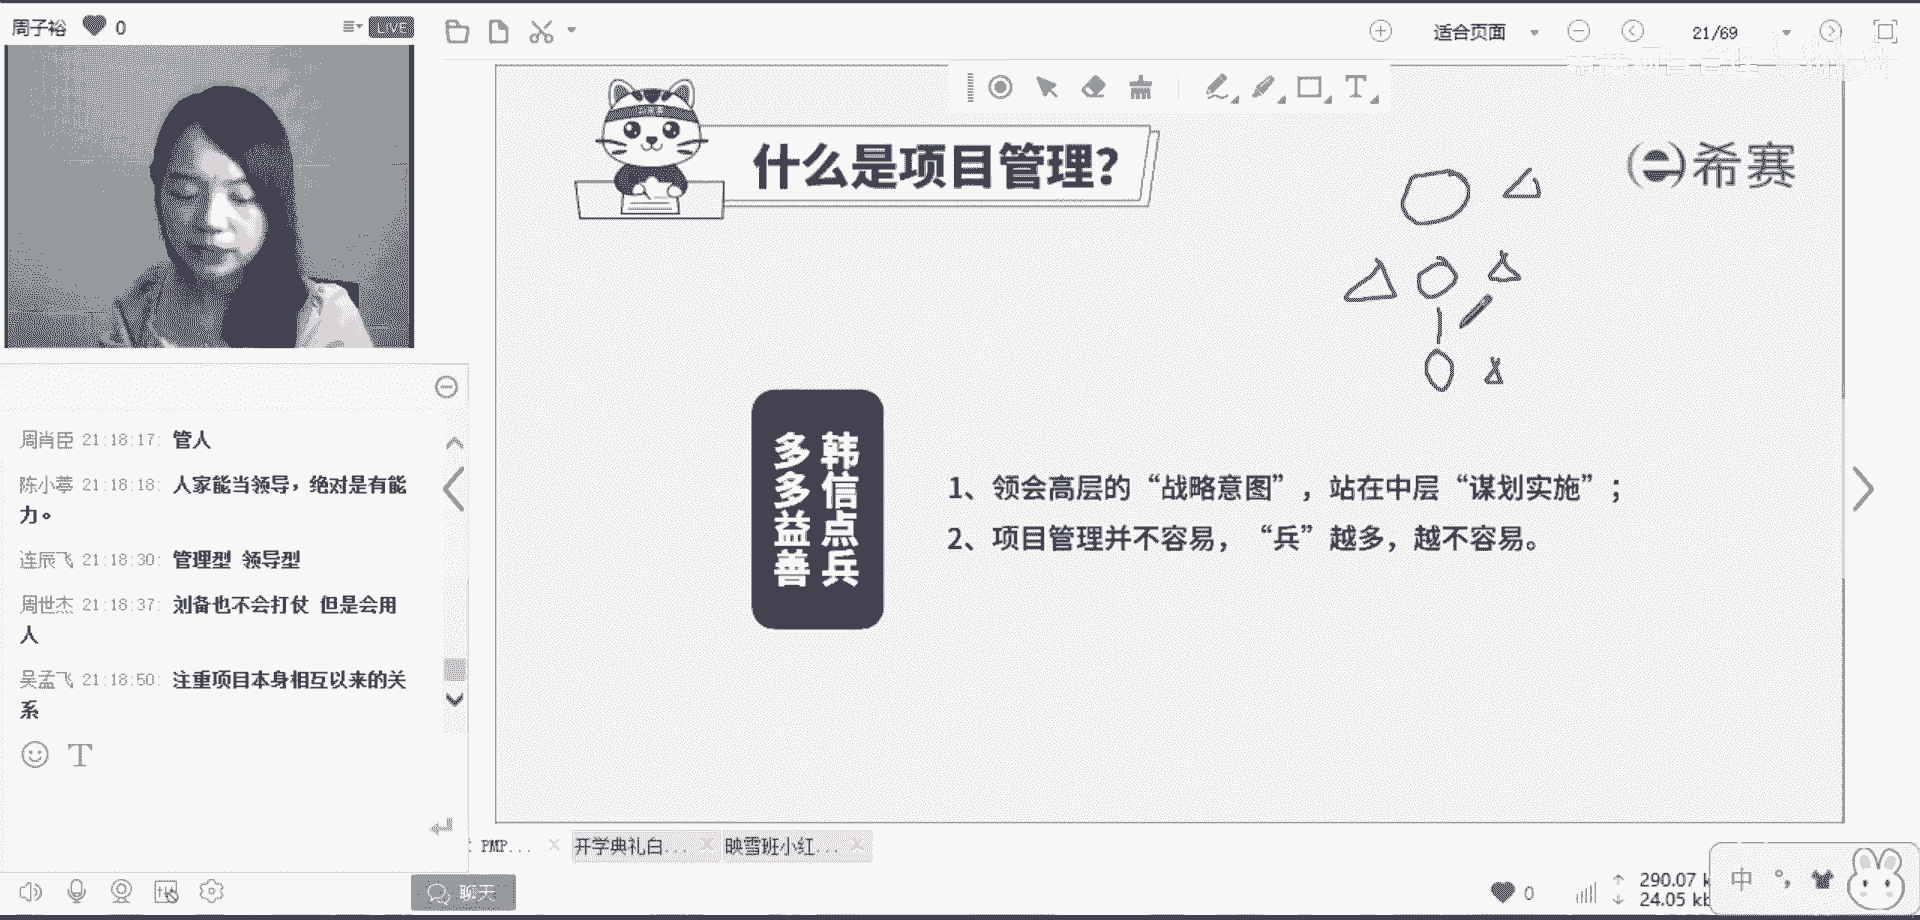 周子裕 0
LIVE
适合页面
21/69
什么是项目管理?
希赛
韩信点兵
多多益善
1、领会高层的“战略意图”，站在中层“谋划实施”；
2、项目管理并不容易，“兵”越多，越不容易。
周肖臣 21:18:17: 管人
陈小葶 21:18:18: 人家能当领导，绝对是有能
力。
连辰飞 21:18:30: 管理型 领导型
周世杰 21:18:37: 刘备也不会打仗 但是会用
人
吴孟飞 21:18:50: 注重项目本身相互以来的关
系
PMP...
开学典礼白...
映雪班小红...
聊天
0
290.07 k
24.05 kb
中